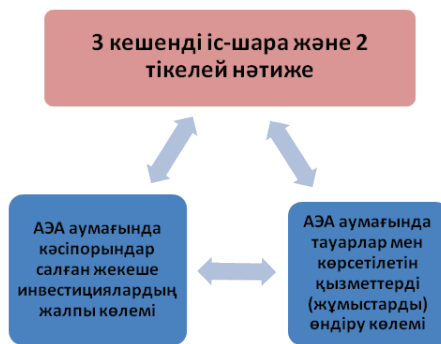 3 кешенді іс-шара және 2
тікелей нәтиже
АЭА аумағында
кәсіпорындар
салған жекеше
инвестициялардың
жалпы көлемі
АЭА аумағында
тауарлар мен
көрсетілетін
қызметтерді
(жұмыстарды)
өндіру көлемі